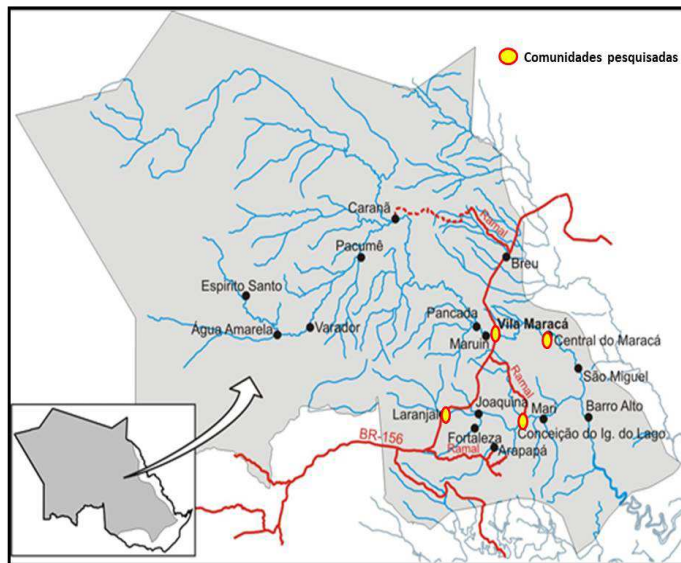 Comunidades pesquisadas
Caranã
Ramal
Pacumê
Breu
Espirito Santo
Pancada
Vila Maracá
Água Amarela
Varador
Maruin
Central do Maracá
Ramal
São Miguel
Laranjal
Joaquina
Mari
Barro Alto
Fortaleza
Conceição do Ig. do Lago
BR-156
Ramal
Arapapá